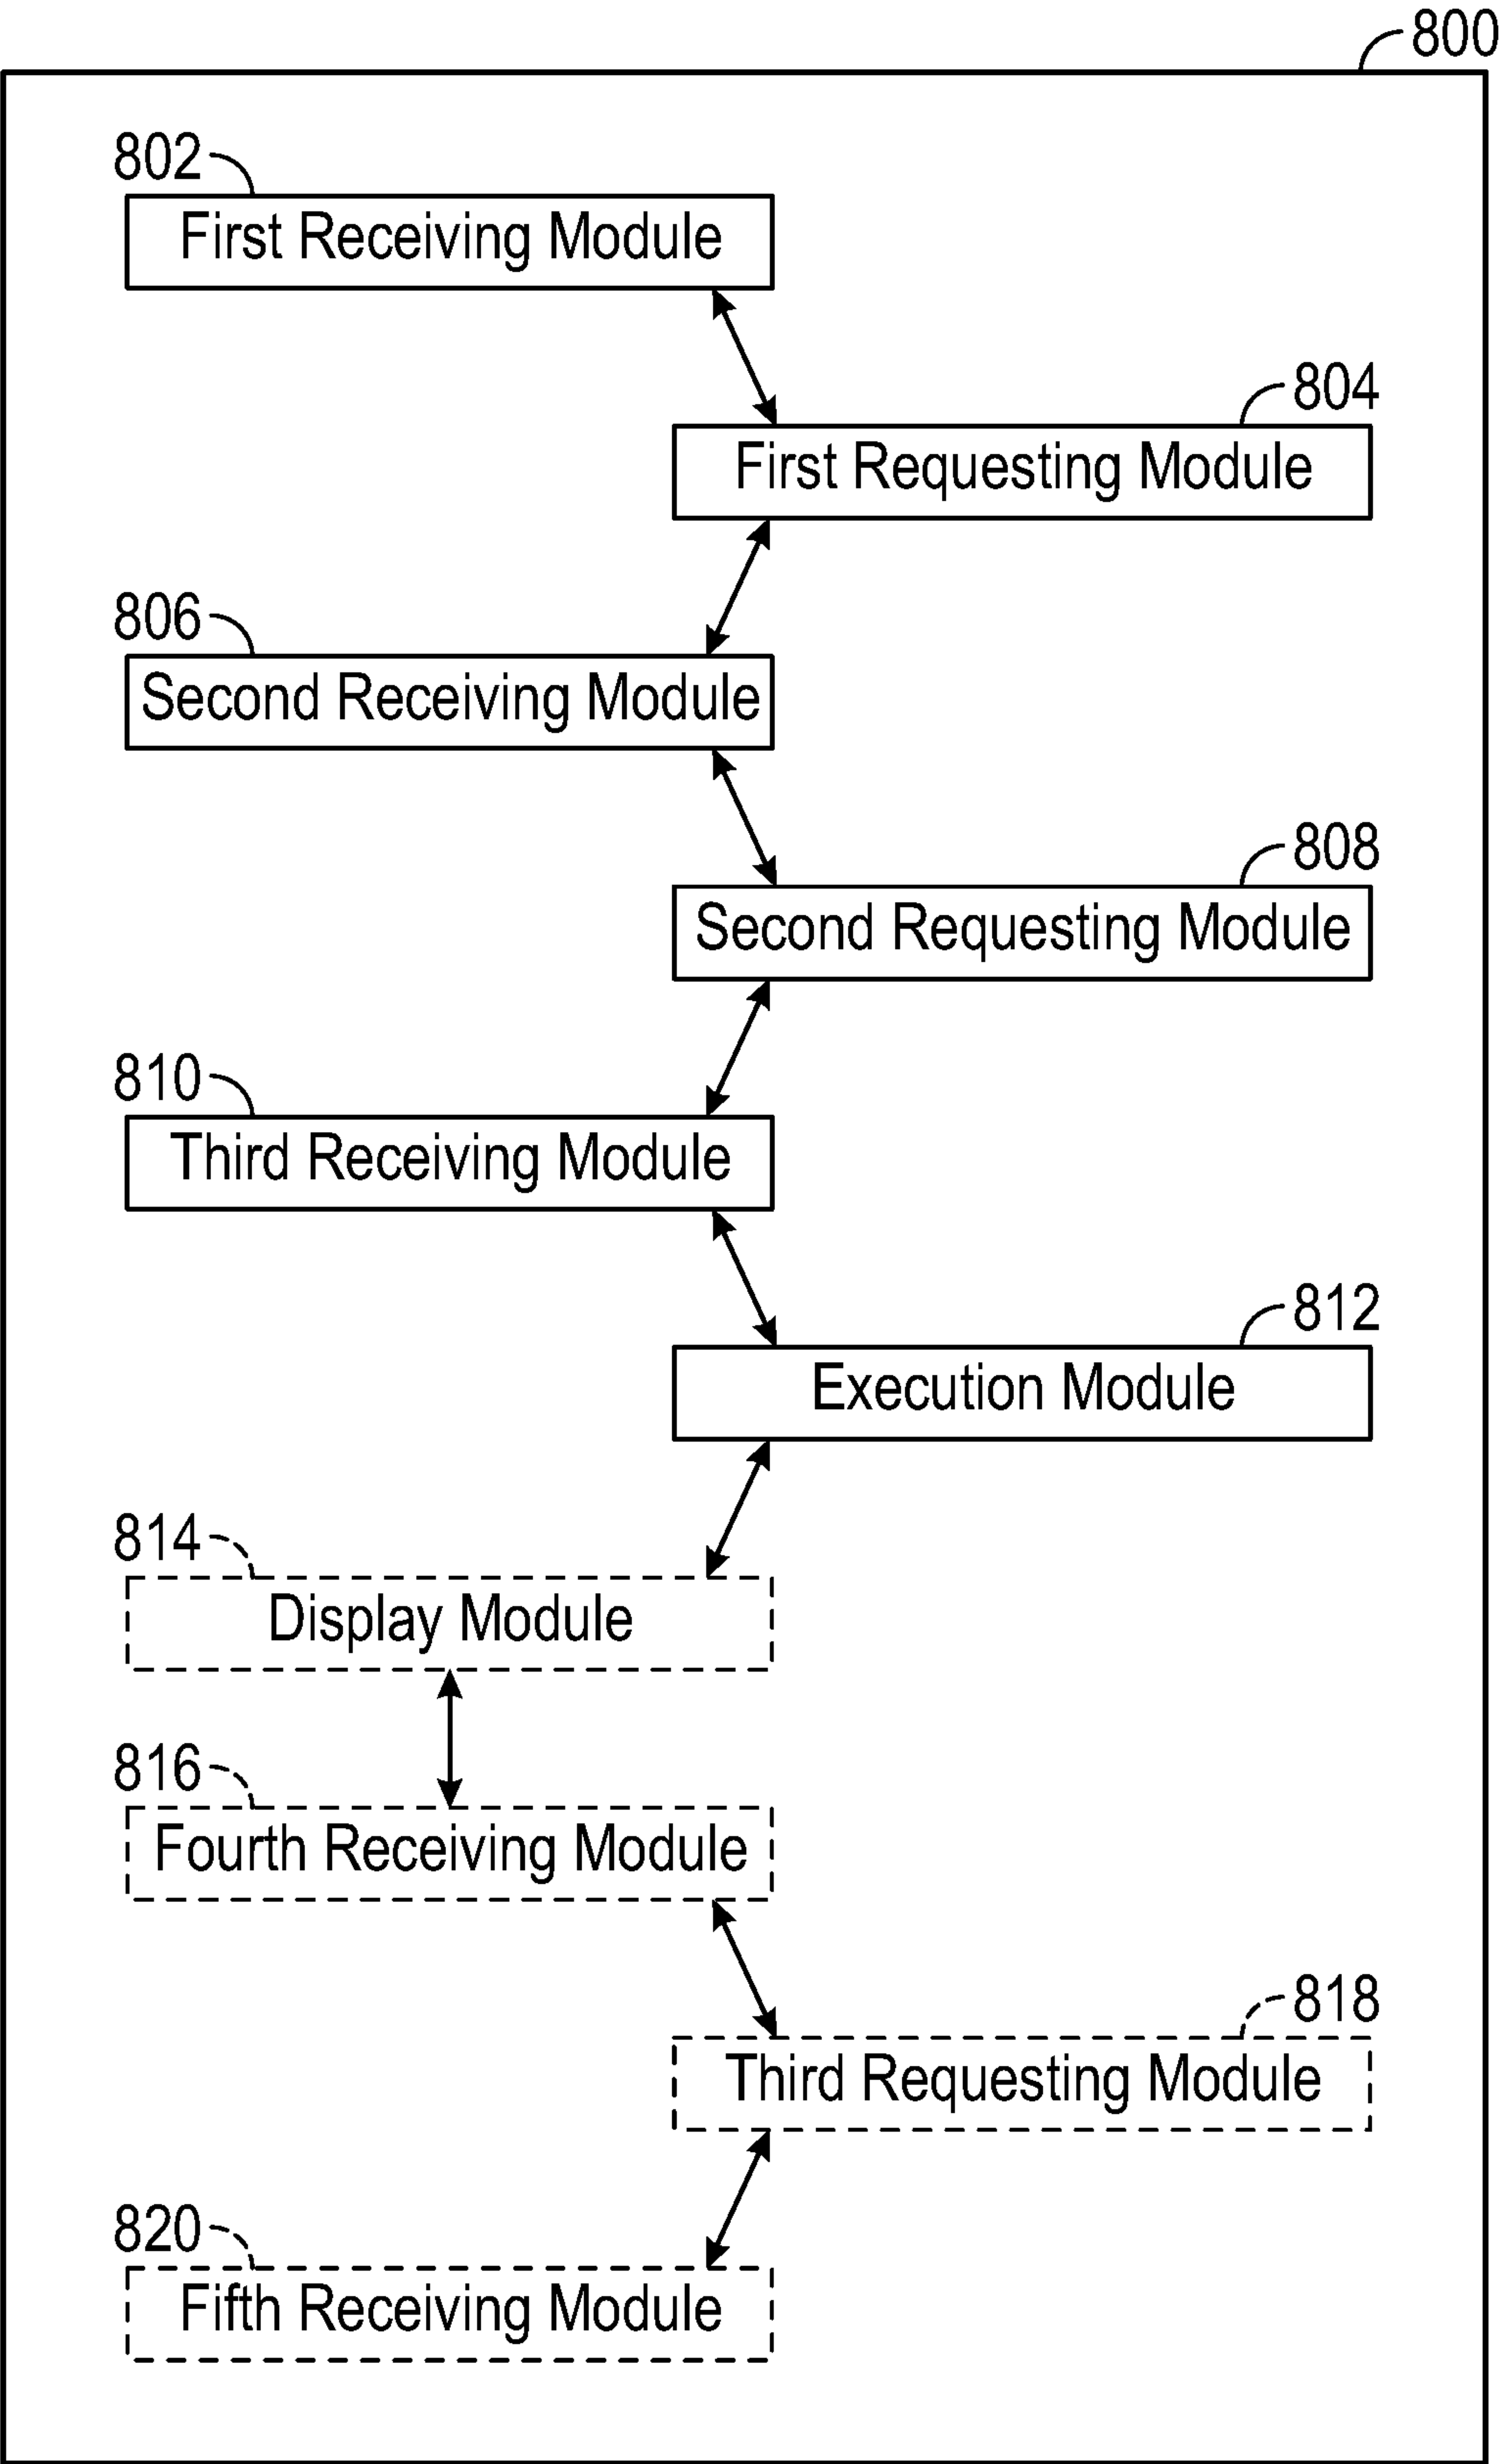 800
802
First Receiving Module
804
First Requesting Module
806
Second Receiving Module
808
Second Requesting Module
810
Third Receiving Module
812
Execution Module
814
Display Module
816
Fourth Receiving Module
818
Third Requesting Module
820
Fifth Receiving Module